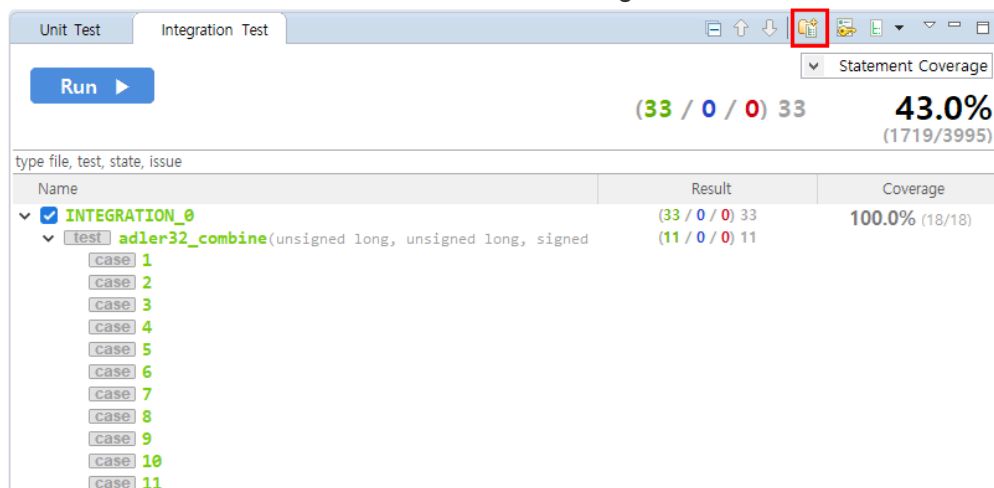 Unit Test Integration Test
Run
Statement Coverage
(33 / 0 / 0) 33 43.0%
(1719/3995)
type file, test, state, issue
Name Result Coverage
INTEGRATION_0 (33 / 0 / 0) 33 100.0% (18/18)
test adler32_combine(unsigned long, unsigned long, signed (11 / 0 / 0) 11
case 1
case 2
case 3
case 4
case 5
case 6
case 7
case 8
case 9
case 10
case 11